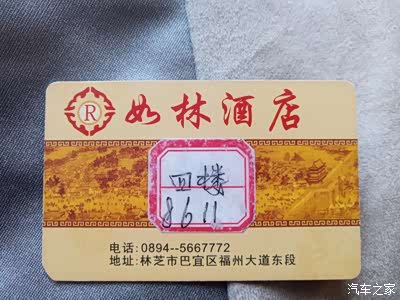 R 如林酒店
四楼
8611
电话: 0894--5667772
地址: 林芝市巴宜区福州大道东段
汽车之家